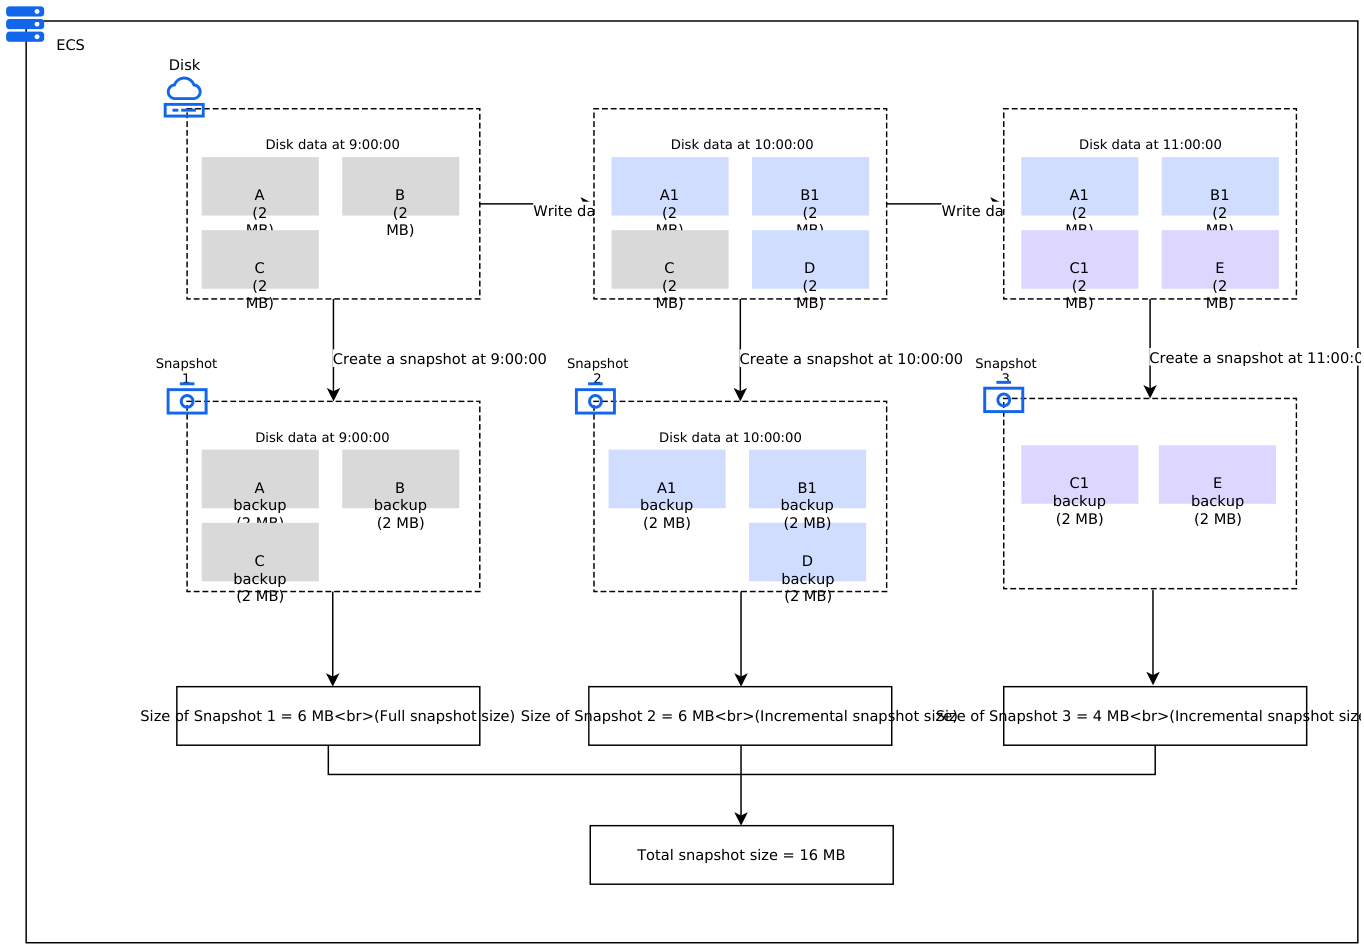 ECS
Disk
Disk data at 9:00:00
A
(2
MB)
B
(2
MB)
C
(2
MB)
Write da
Disk data at 10:00:00
A1
(2
MB)
B1
(2
MB)
C
(2
MB)
D
(2
MB)
Write da
Disk data at 11:00:00
A1
(2
MB)
B1
(2
MB)
C1
(2
MB)
E
(2
MB)
Create a snapshot at 9:00:00
Create a snapshot at 10:00:00
Create a snapshot at 11:00:0
Snapshot
1
Disk data at 9:00:00
A
backup
(2 MB)
B
backup
(2 MB)
C
backup
(2 MB)
Snapshot
2
Disk data at 10:00:00
A1
backup
(2 MB)
B1
backup
(2 MB)
D
backup
(2 MB)
Snapshot
3
C1
backup
(2 MB)
E
backup
(2 MB)
Size of Snapshot 1 = 6 MB<br>(Full snapshot size)
Size of Snapshot 2 = 6 MB<br>(Incremental snapshot size)
Size of Snapshot 3 = 4 MB<br>(Incremental snapshot size
Total snapshot size = 16 MB